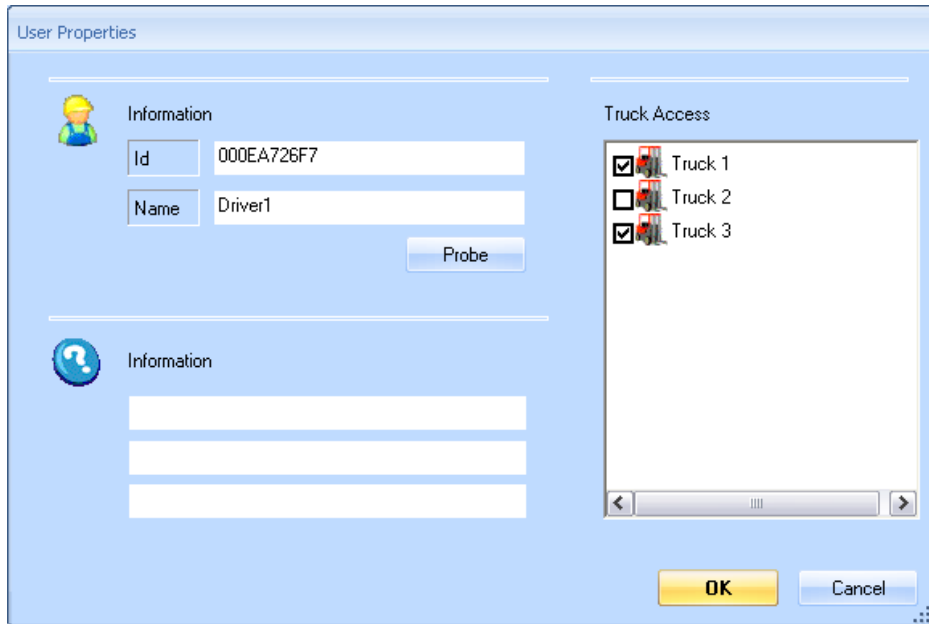 User Properties
Information
Id 000EA726F7
Name Driver1
Probe
Information
Truck Access
Truck 1
Truck 2
Truck 3
OK Cancel